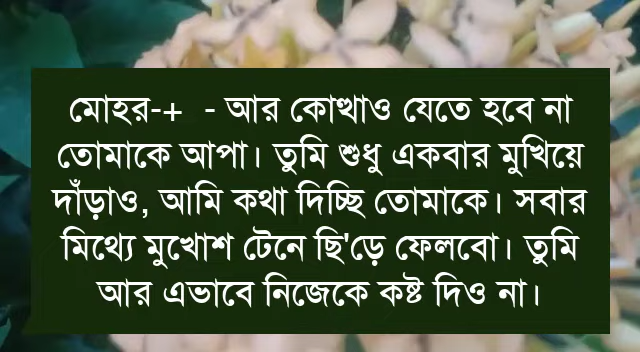 মোহর-+ - আর কোত্থাও যেতে হবে না
তোমাকে আপা। তুমি শুধু একবার মুখিয়ে
দাঁড়াও, আমি কথা দিচ্ছি তোমাকে। সবার
মিথ্যে মুখোশ টেনে ছি'ড়ে ফেলবো। তুমি
আর এভাবে নিজেকে কষ্ট দিও না।